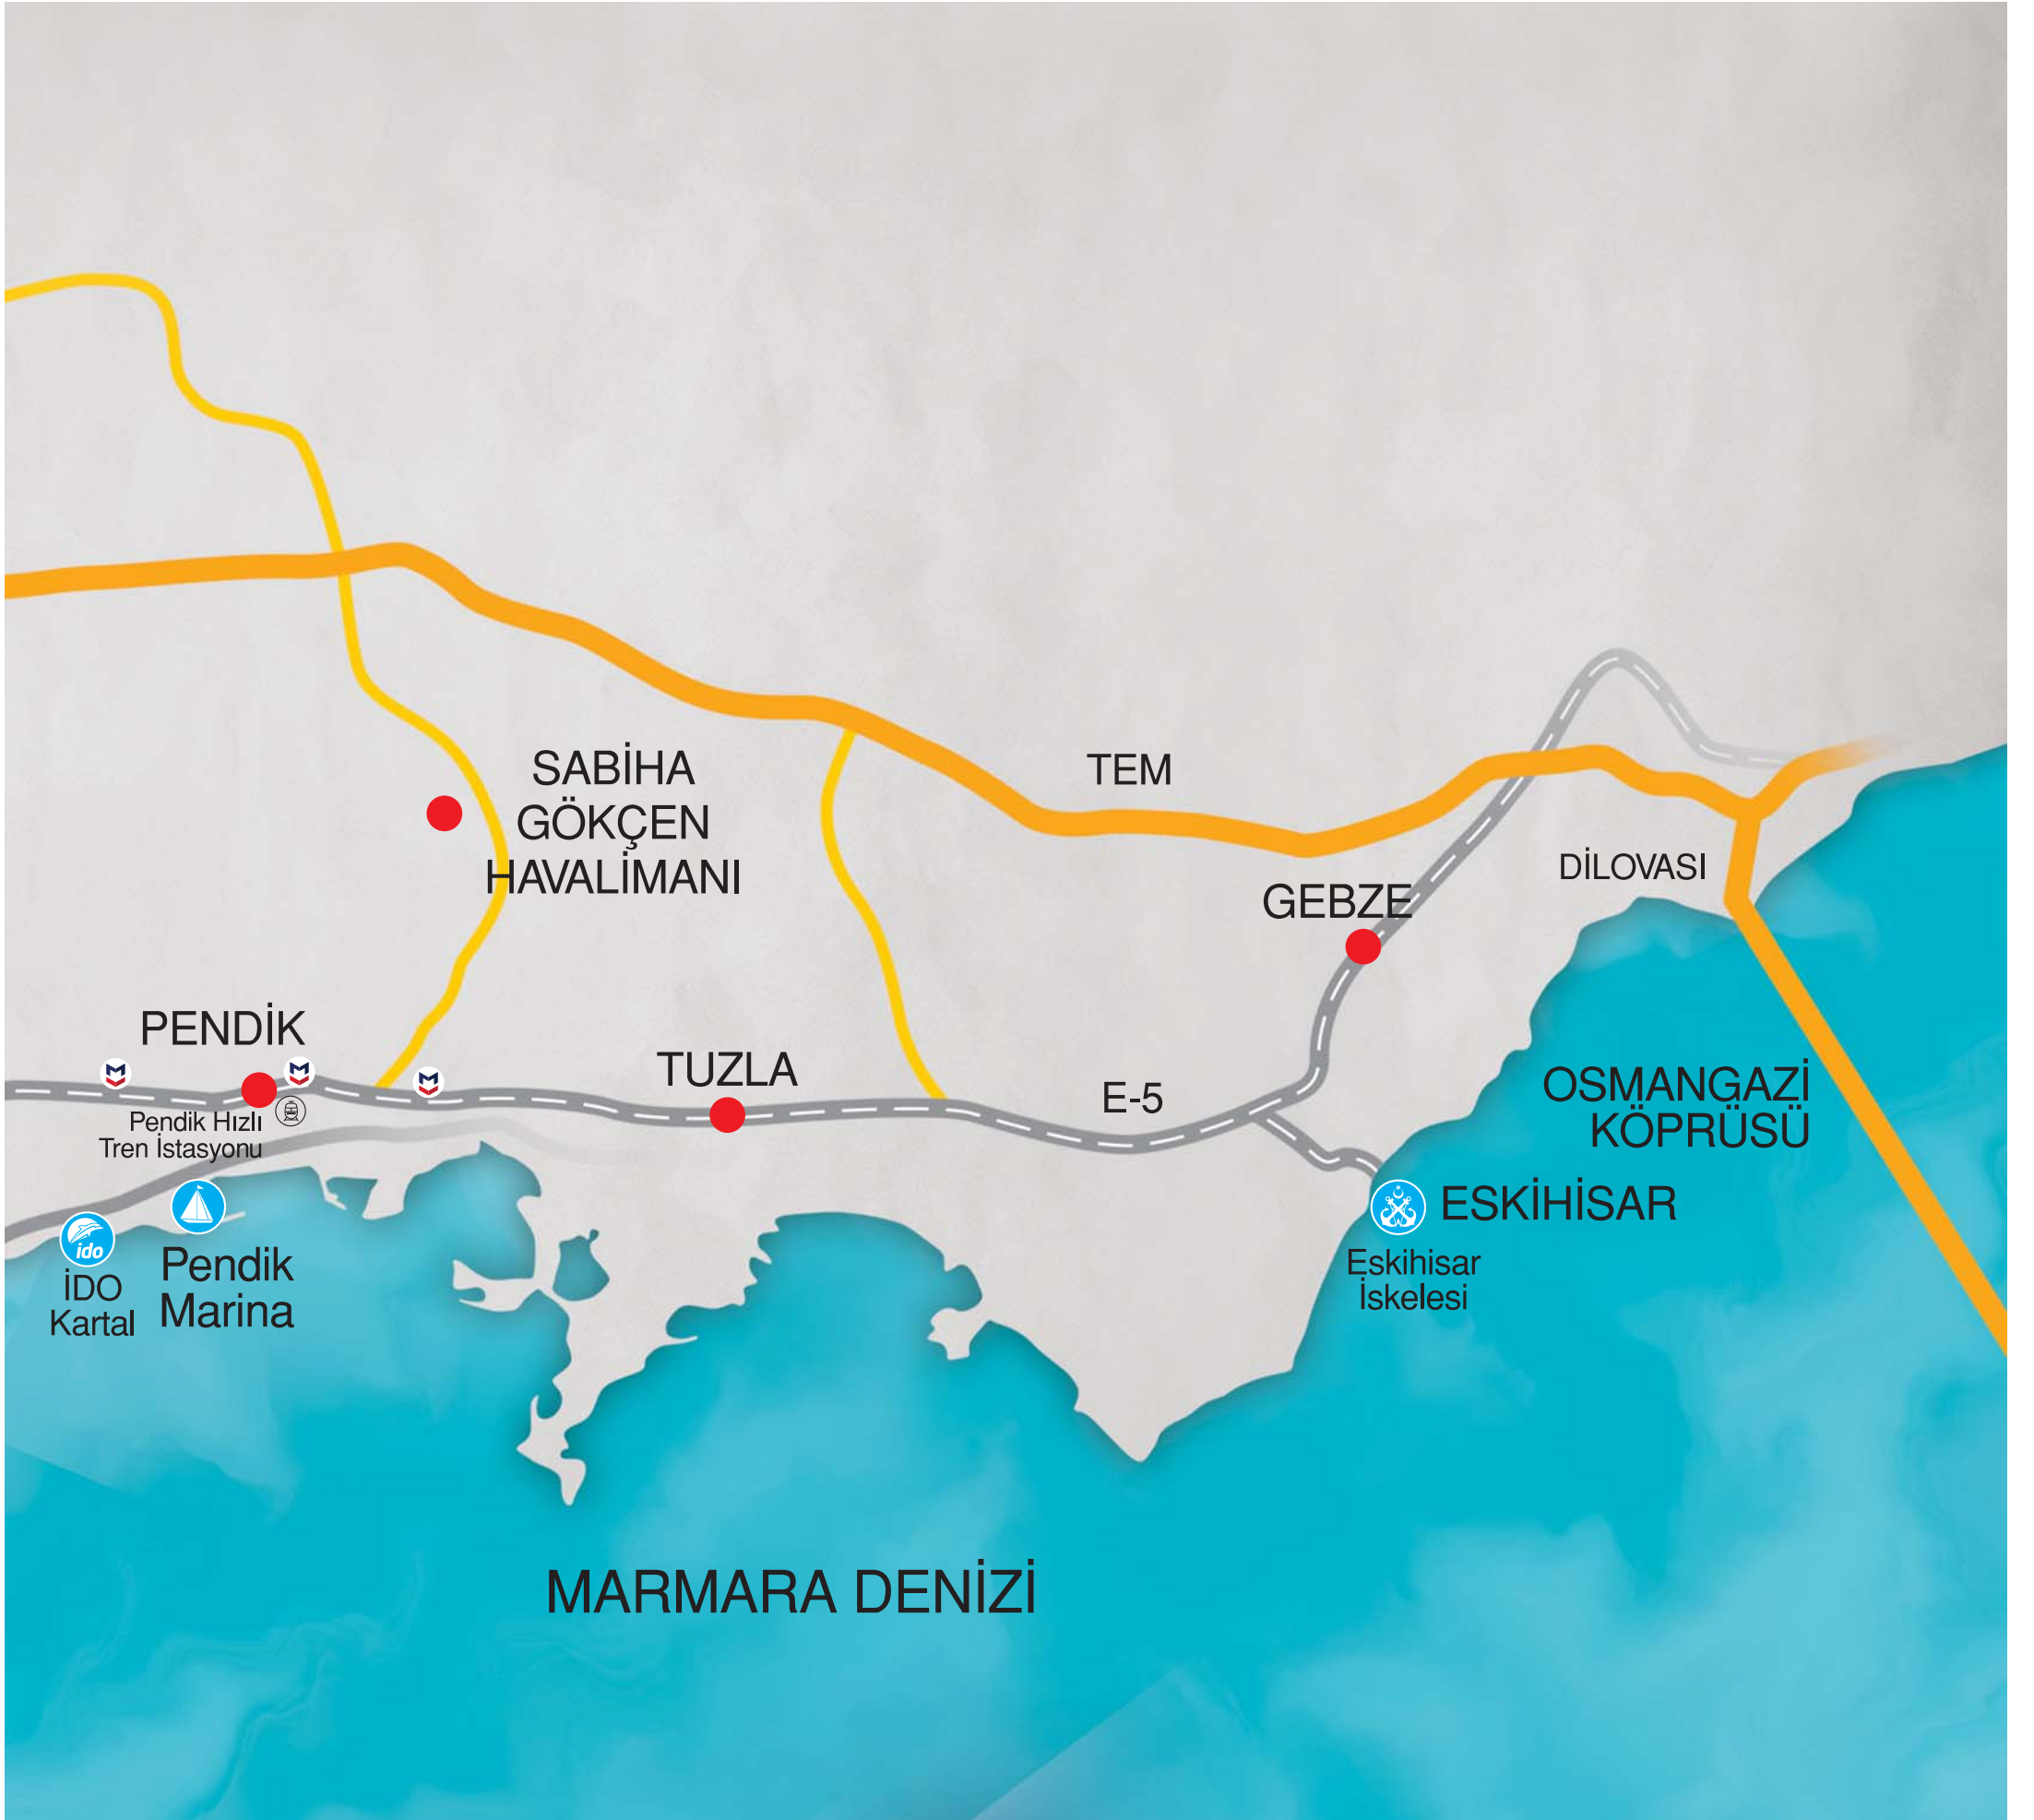 SABİHA
GÖKÇEN
HAVALİMANI
TEM
DİLOVASI
GEBZE
PENDİK
TUZLA
E-5
Pendik Hızlı
Tren İstasyonu
OSMANGAZİ
KÖPRÜSÜ
ESKİHİSAR
Eskihisar
İskelesi
ido
İDO
Kartal
Pendik
Marina
MARMARA DENİZİ